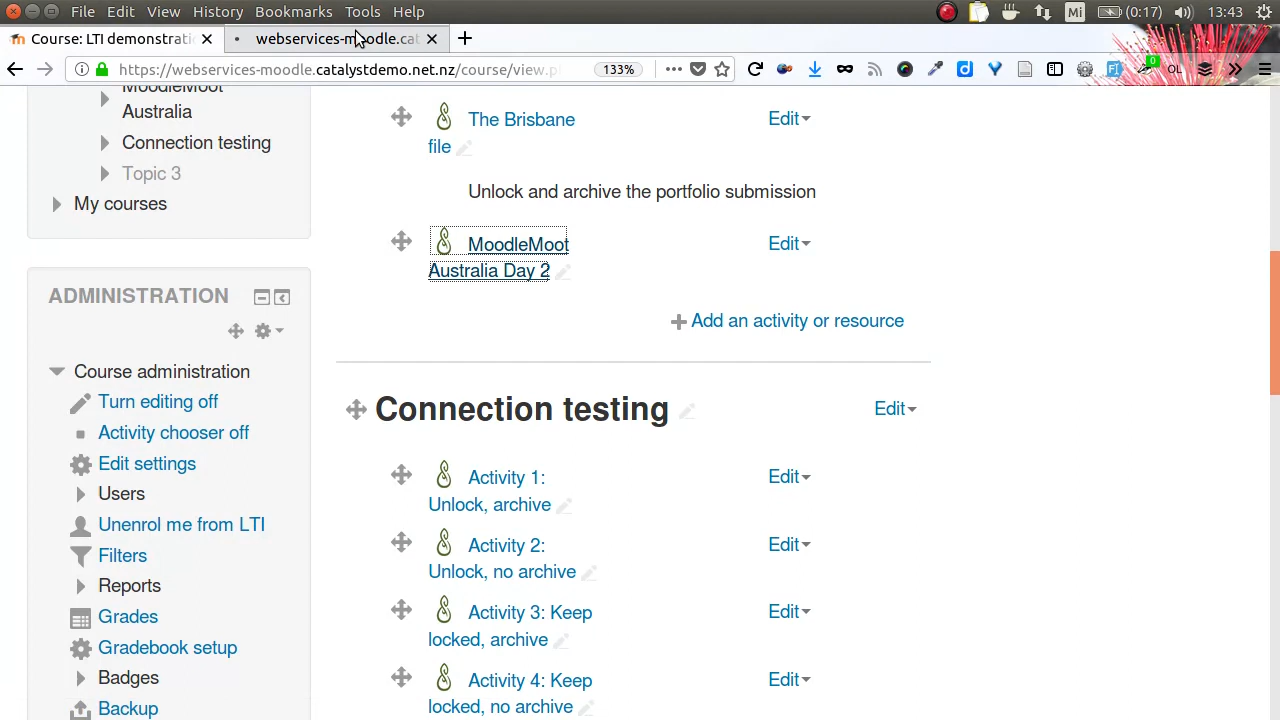 File Edit View History Bookmarks Tools Help
Mi (0:17) 13:43
Course: LTI demonstrati
webservices-moodle.cat
https://webservices-moodle.catalystdemo.net.nz/course/view.p
133%
0
OL
MoodleMoot
Australia
Connection testing
Topic 3
My courses
ADMINISTRATION
Course administration
Turn editing off
Activity chooser off
Edit settings
Users
Unenrol me from LTI
Filters
Reports
Grades
Gradebook setup
Badges
Backup
The Brisbane
file
Edit
Unlock and archive the portfolio submission
MoodleMoot
Australia Day 2
Edit
Add an activity or resource
Connection testing
Edit
Activity 1:
Unlock, archive
Edit
Activity 2:
Unlock, no archive
Edit
Activity 3: Keep
locked, archive
Edit
Activity 4: Keep
locked, no archive
Edit